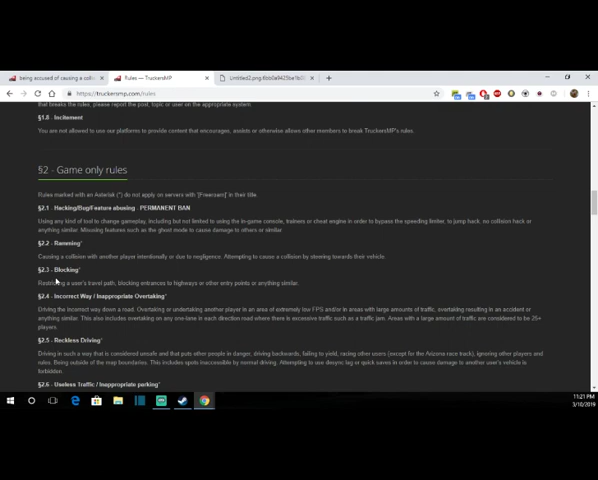 being accused of causing a collis
Rules — TruckersMP
Untitled2.png
https://truckersmp.com/rules
that breaks the rules, please report the post, topic or user on the appropriate system.
§1.8 - Incitement
You are not allowed to use our platforms to provide content that encourages, assists or otherwise allows other members to break TruckersMP's rules.
§2 - Game only rules
Rules marked with an Asterisk (*) do not apply on servers with '[Freeroam]' in their title.
§2.1 - Hacking/Bug/Feature abusing - PERMANENT BAN
Using any kind of tool to change gameplay, including but not limited to using the in-game console, trainers or cheat engine in order to bypass the speeding limiter, to jump hack, no collision hack or
anything similar. Misusing features such as the ghost mode to cause damage to others or similar
§2.2 - Ramming*
Causing a collision with another player intentionally or due to negligence. Attempting to cause a collision by steering towards their vehicle.
§2.3 - Blocking*
Restricting a user's travel path, blocking entrances to highways or other entry points or anything similar.
§2.4 - Incorrect Way / Inappropriate Overtaking*
Driving the incorrect way down a road. Overtaking or undertaking another player in an area of extremely low FPS and/or in areas with large amounts of traffic, overtaking resulting in an accident or
anything similar. This also includes overtaking on any one-lane in each direction road where there is excessive traffic such as a traffic jam. Areas with a large amount of traffic are considered to be 25+
players.
§2.5 - Reckless Driving*
Driving in such a way that is considered unsafe and that puts other people in danger, driving backwards, failing to yield, racing other users (except for the Arizona race track), ignoring other players and
rules. Being outside of the map boundaries. This includes spots inaccessible by normal driving. Attempting to use desync lag or quick saves in order to cause damage to another user's vehicle is
forbidden.
§2.6 - Useless Traffic / Inappropriate parking*
11:21 PM
3/10/2019